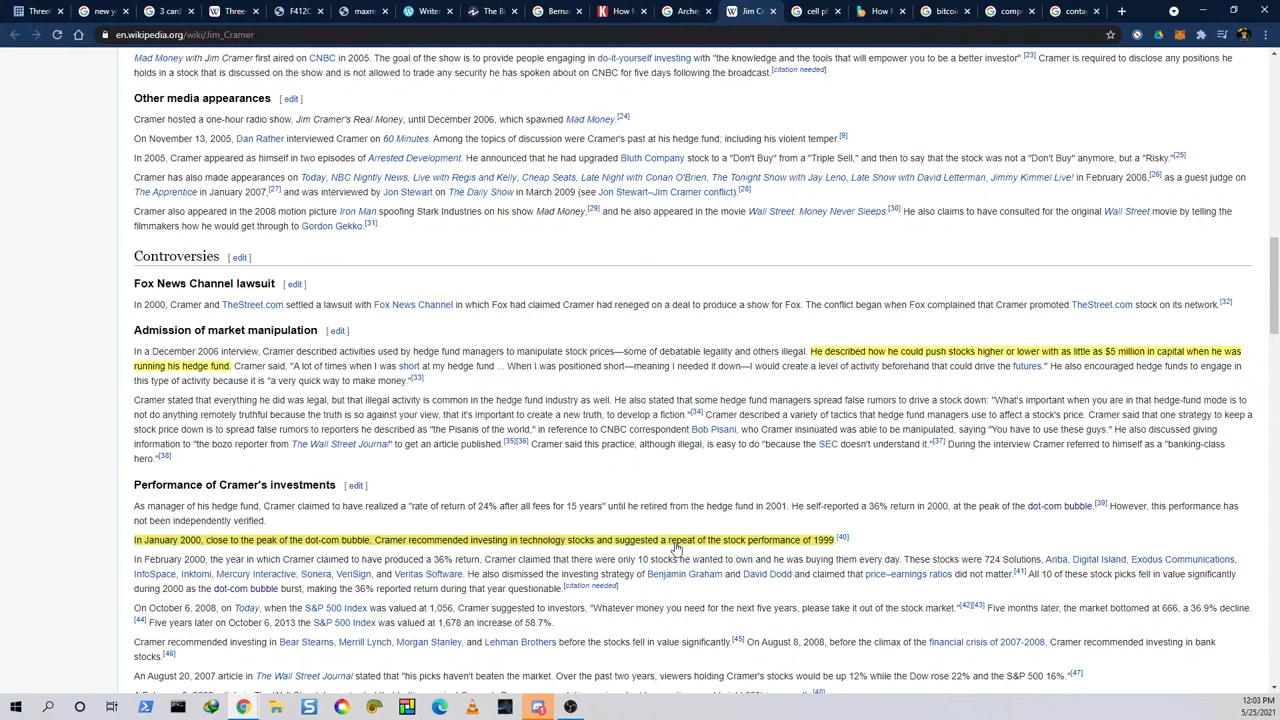 Three
new r
3 card
Three
F412C
maxre
Writer
The Bi
Berna
How t
Arche
Jim C
cell pl
How F
bitcoi
comp
conta
en.wikipedia.org/wiki/Jim_Cramer
Mad Money with Jim Cramer first aired on CNBC in 2005. The goal of the show is to provide people engaging in do-it-yourself investing with "the knowledge and the tools that will empower you to be a better investor".[23] Cramer is required to disclose any positions he
holds in a stock that is discussed on the show and is not allowed to trade any security he has spoken about on CNBC for five days following the broadcast.[citation needed]
Other media appearances [ edit ]
Cramer hosted a one-hour radio show, Jim Cramer's Real Money, until December 2006, which spawned Mad Money.[24]
On November 13, 2005, Dan Rather interviewed Cramer on 60 Minutes. Among the topics of discussion were Cramer's past at his hedge fund; including his violent temper.[9]
In 2005, Cramer appeared as himself in two episodes of Arrested Development. He announced that he had upgraded Bluth Company stock to a "Don't Buy" from a "Triple Sell," and then to say that the stock was not a "Don't Buy" anymore, but a "Risky."[25]
Cramer has also made appearances on Today, NBC Nightly News, Live with Regis and Kelly, Cheap Seats, Late Night with Conan O'Brien, The Tonight Show with Jay Leno, Late Show with David Letterman, Jimmy Kimmel Live! in February 2008,[26] as a guest judge on
The Apprentice in January 2007,[27] and was interviewed by Jon Stewart on The Daily Show in March 2009 (see Jon Stewart–Jim Cramer conflict).[28]
Cramer also appeared in the 2008 motion picture Iron Man spoofing Stark Industries on his show Mad Money,[29] and he also appeared in the movie Wall Street: Money Never Sleeps.[30] He also claims to have consulted for the original Wall Street movie by telling the
filmmakers how he would get through to Gordon Gekko.[31]
Controversies [ edit ]
Fox News Channel lawsuit [ edit ]
In 2000, Cramer and TheStreet.com settled a lawsuit with Fox News Channel in which Fox had claimed Cramer had reneged on a deal to produce a show for Fox. The conflict began when Fox complained that Cramer promoted TheStreet.com stock on its network.[32]
Admission of market manipulation [ edit ]
In a December 2006 interview, Cramer described activities used by hedge fund managers to manipulate stock prices—some of debatable legality and others illegal. He described how he could push stocks higher or lower with as little as $5 million in capital when he was
running his hedge fund. Cramer said, "A lot of times when I was short at my hedge fund ... When I was positioned short—meaning I needed it down—I would create a level of activity beforehand that could drive the futures." He also encouraged hedge funds to engage in
this type of activity because it is "a very quick way to make money."[33]
Cramer stated that everything he did was legal, but that illegal activity is common in the hedge fund industry as well. He also stated that some hedge fund managers spread false rumors to drive a stock down: "What's important when you are in that hedge-fund mode is to
not do anything remotely truthful because the truth is so against your view, that it's important to create a new truth, to develop a fiction."[34] Cramer described a variety of tactics that hedge fund managers use to affect a stock's price. Cramer said that one strategy to keep a
stock price down is to spread false rumors to reporters he described as "the Pisanis of the world," in reference to CNBC correspondent Bob Pisani, who Cramer insinuated was able to be manipulated, saying "You have to use these guys." He also discussed giving
information to "the bozo reporter from The Wall Street Journal" to get an article published.[35][36] Cramer said this practice, although illegal, is easy to do "because the SEC doesn't understand it."[37] During the interview Cramer referred to himself as a "banking-class
hero."[38]
Performance of Cramer's investments [ edit ]
As manager of his hedge fund, Cramer claimed to have realized a "rate of return of 24% after all fees for 15 years" until he retired from the hedge fund in 2001. He self-reported a 36% return in 2000, at the peak of the dot-com bubble.[39] However, this performance has
not been independently verified.
In January 2000, close to the peak of the dot-com bubble, Cramer recommended investing in technology stocks and suggested a repeat of the stock performance of 1999.[40]
In February 2000, the year in which Cramer claimed to have produced a 36% return, Cramer claimed that there were only 10 stocks he wanted to own and he was buying them every day. These stocks were 724 Solutions, Ariba, Digital Island, Exodus Communications,
InfoSpace, Inktomi, Mercury Interactive, Sonera, VeriSign, and Veritas Software. He also dismissed the investing strategy of Benjamin Graham and David Dodd and claimed that price–earnings ratios did not matter.[41] All 10 of these stock picks fell in value significantly
during 2000 as the dot-com bubble burst, making the 36% reported return during that year questionable.[citation needed]
On October 6, 2008, on Today, when the S&P 500 Index was valued at 1,056, Cramer suggested to investors, "Whatever money you need for the next five years, please take it out of the stock market."[42][43] Five months later, the market bottomed at 666, a 36.9% decline.
[44] Five years later on October 6, 2013 the S&P 500 was valued at 1,678 an increase of 58.7%.
Cramer recommended investing in Bear Stearns, Merrill Lynch, Morgan Stanley, and Lehman Brothers before the stocks fell in value significantly.[45] On August 8, 2008, before the climax of the financial crisis of 2007-2008, Cramer recommended investing in bank
stocks.[46]
An August 20, 2007 article in The Wall Street Journal stated that "his picks haven't beaten the market. Over the past two years, viewers holding Cramer's stocks would be up 12% while the Dow rose 22% and the S&P 500 16%."[47]
12:03 PM
5/25/2021